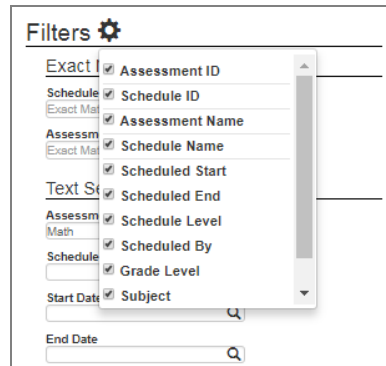 Filters
Exact
Assessment ID
Schedule
Schedule ID
Exact Mat
Assessment Name
Assessm
Exact Mat
Schedule Name
Scheduled Start
Text Se
Scheduled End
Assessm
Schedule Level
Math
Scheduled By
Schedule
Grade Level
Start Date
Subject
End Date